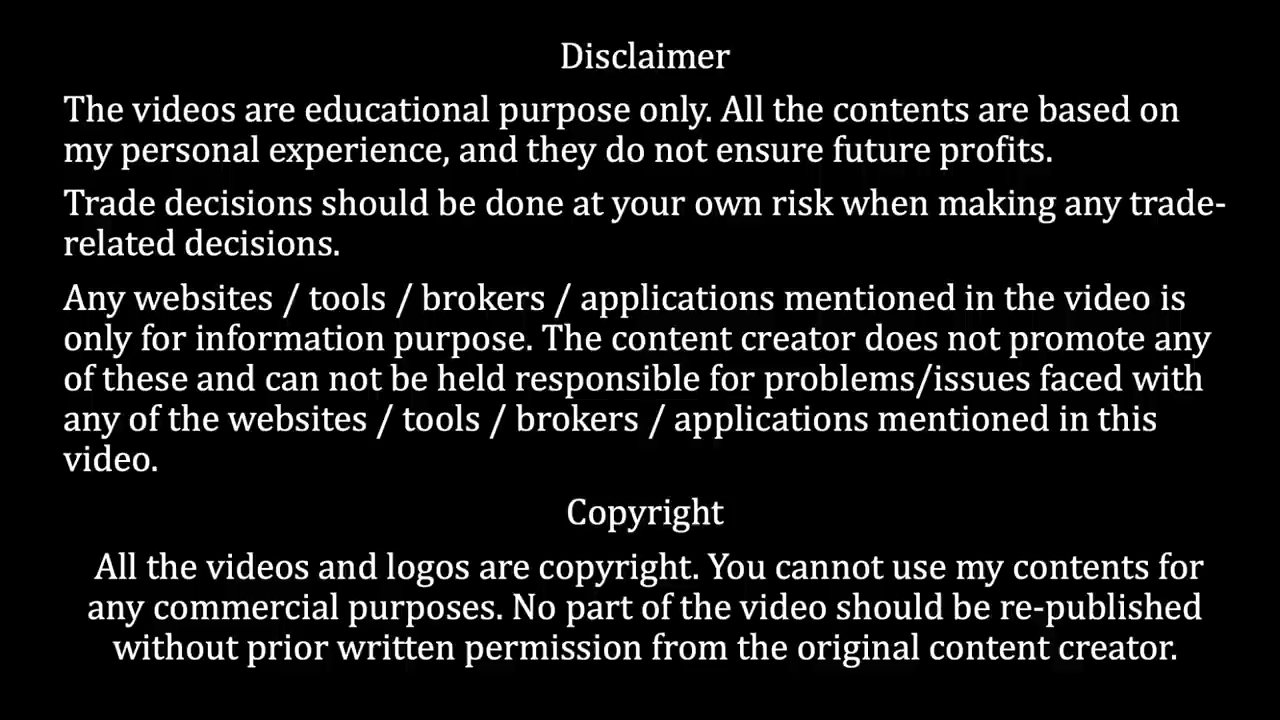 Disclaimer
The videos are educational purpose only. All the contents are based on
my personal experience, and they do not ensure future profits.
Trade decisions should be done at your own risk when making any trade-
related decisions.
Any websites / tools / brokers / applications mentioned in the video is
only for information purpose. The content creator does not promote any
of these and can not be held responsible for problems/issues faced with
any of the websites / tools / brokers / applications mentioned in this
video.
Copyright
All the videos and logos are copyright. You cannot use my contents for
any commercial purposes. No part of the video should be re-published
without prior written permission from the original content creator.